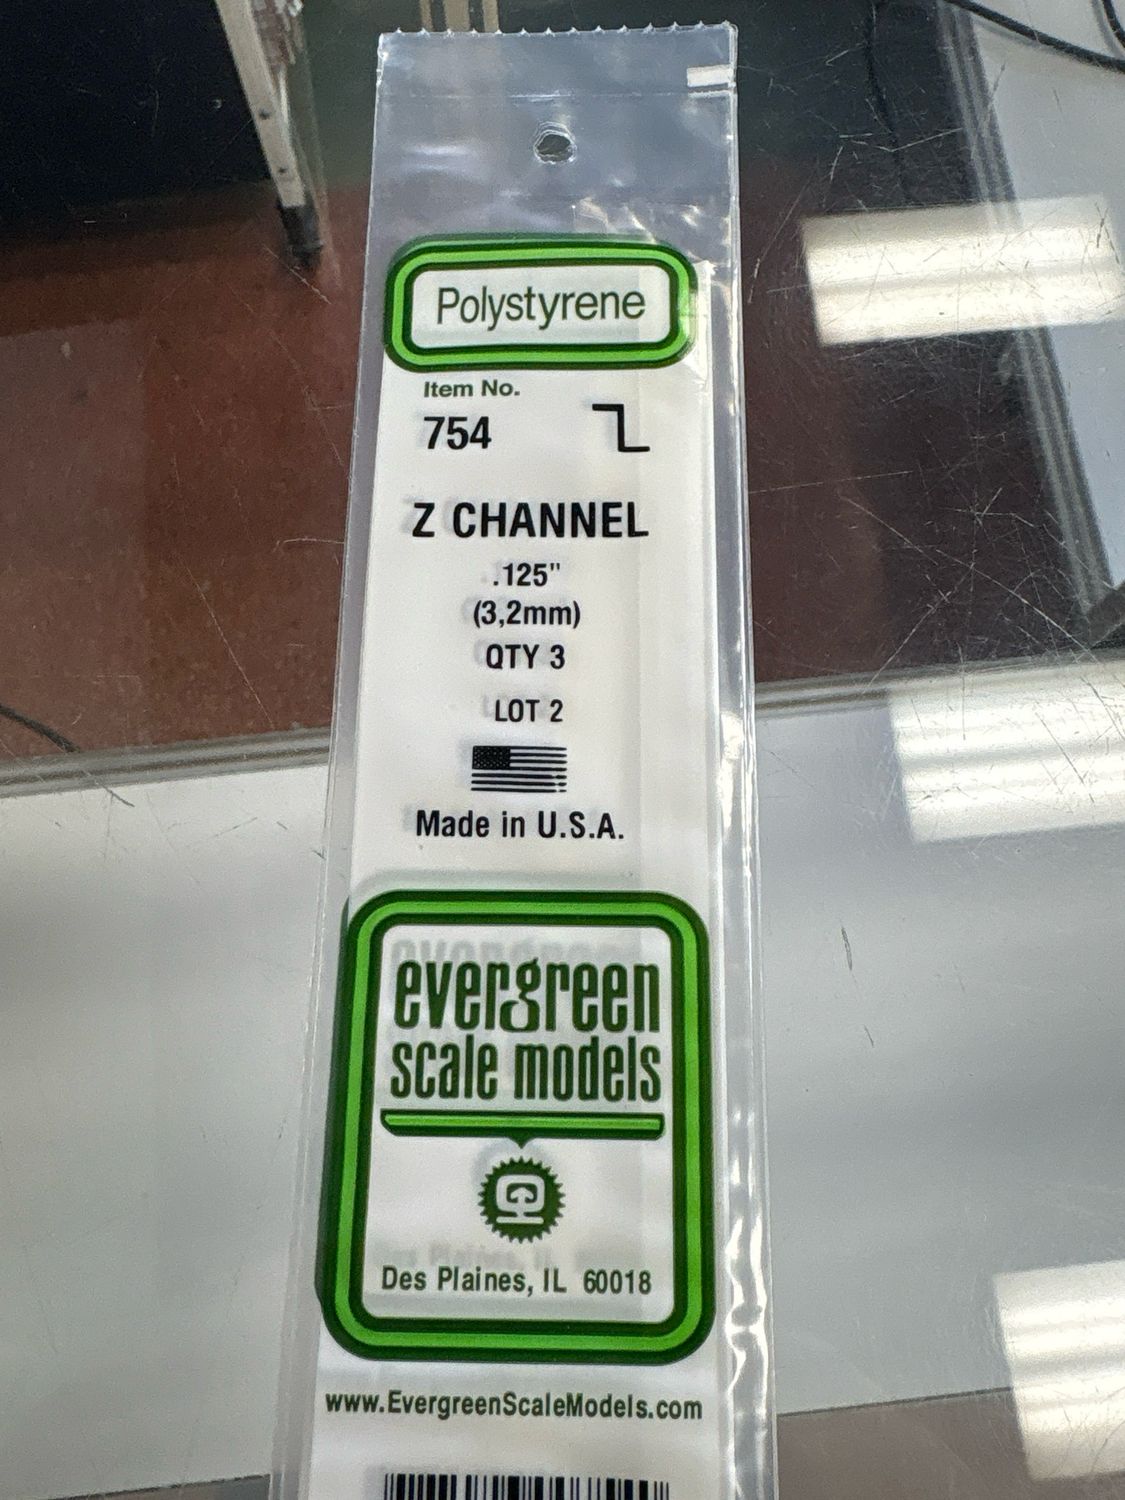 Polystyrene
Item No.
754
Z CHANNEL
.125"
(3,2mm)
QTY 3
LOT 2
Made in U.S.A.
evergreen
scale models
Des Plaines, IL 60018
www.EvergreenScaleModels.com